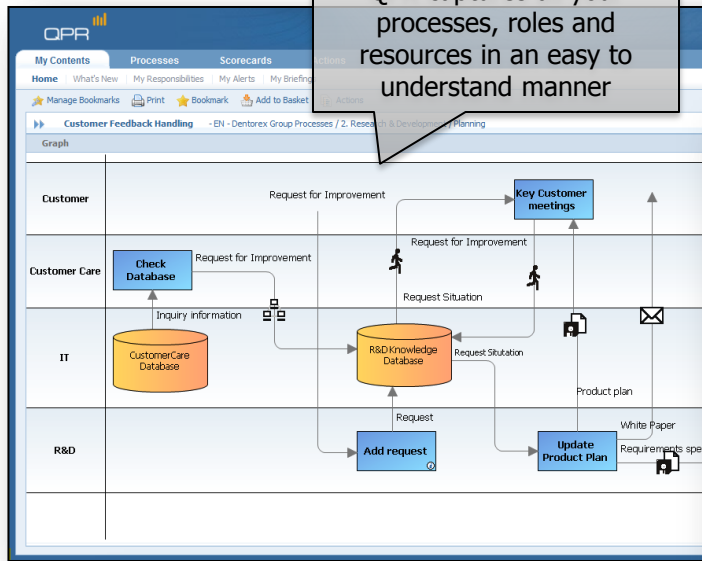 processes, roles and
resources in an easy to
understand manner
QPR
My Contents Processes Scorecards Actions
Home What's New My Responsibilities My Alerts My Briefing
Manage Bookmarks Print Bookmark Add to Basket Actions
Customer Feedback Handling - EN - Dentorex Group Processes / 2. Research & Development / Planning
Graph
Customer
Request for Improvement
Key Customer
meetings
Customer Care
Check
Database
Request for Improvement
Request for Improvement
Request Situation
Inquiry information
IT
CustomerCare
Database
R&D Knowledge
Database
Request Situtation
Product plan
Request
White Paper
R&D
Add request
Update
Product Plan
Requirements spe